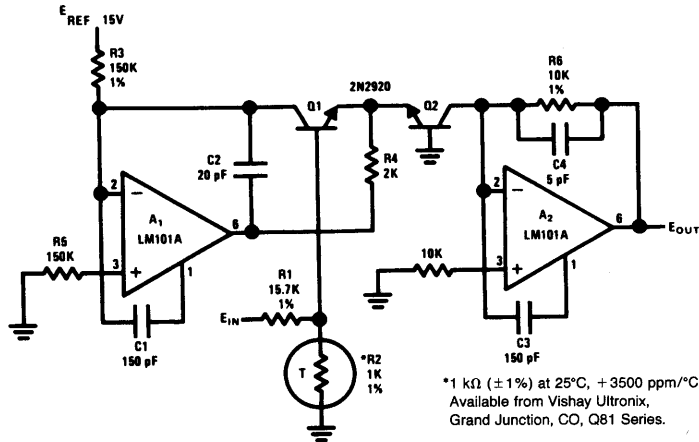 E REF 15V
R3
150K
1%
Q1
2N2920
Q2
R6
10K
1%
C2
20 pF
R4
2K
C4
5 pF
2
−
A1
LM101A
6
+
3
1
R5
150K
C1
150 pF
R1
15.7K
1%
EIN
T
*R2
1K
1%
2
−
A2
LM101A
6
EOUT
10K
3
+
1
C3
150 pF
*1 kΩ (±1%) at 25°C, +3500 ppm/°C
Available from Vishay Ultronix,
Grand Junction, CO, Q81 Series.